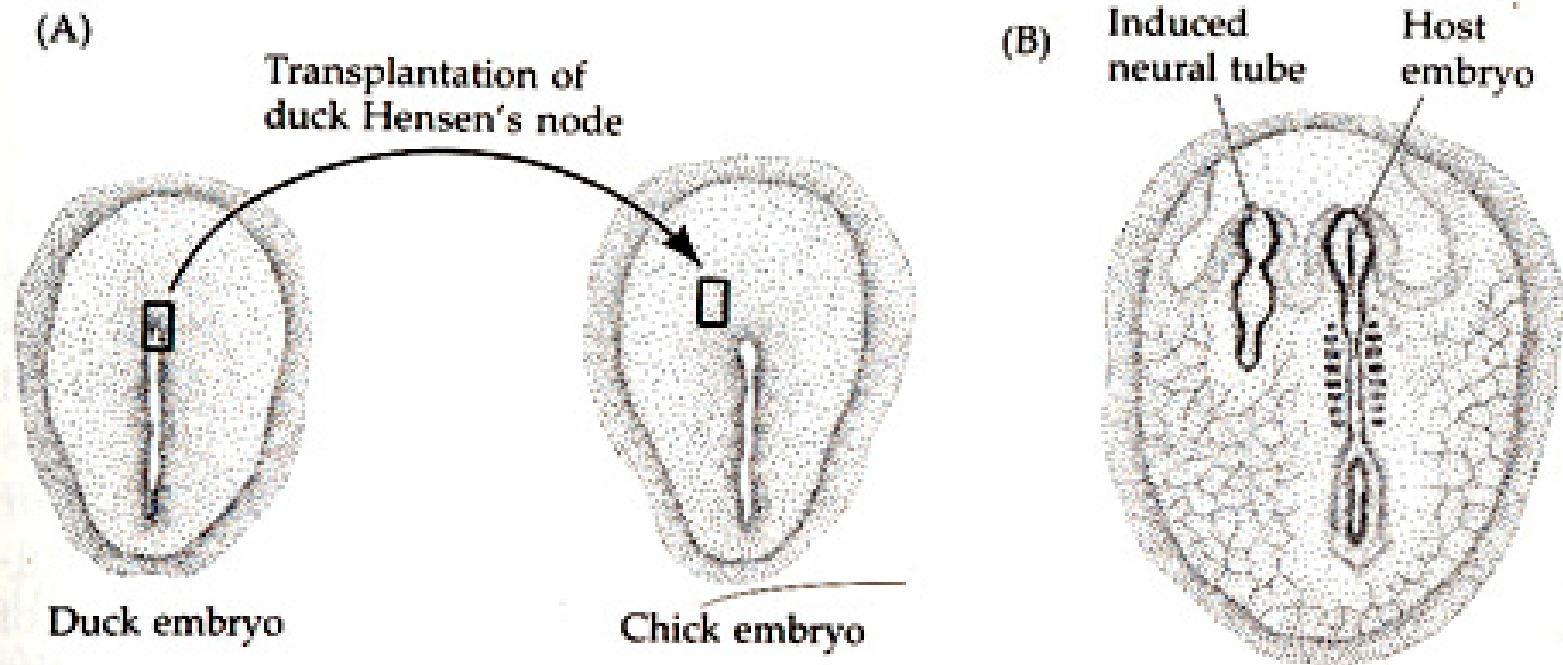 (A)
Transplantation of
duck Hensen's node
Duck embryo
Chick embryo
(B)
Induced
neural tube
Host
embryo